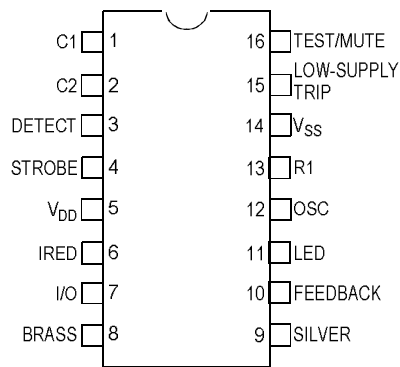 C1 1 16 TEST/MUTE
C2 2 15 LOW-SUPPLY
TRIP
DETECT 3 14 VSS
STROBE 4 13 R1
VDD 5 12 OSC
IRED 6 11 LED
I/O 7 10 FEEDBACK
BRASS 8 9 SILVER